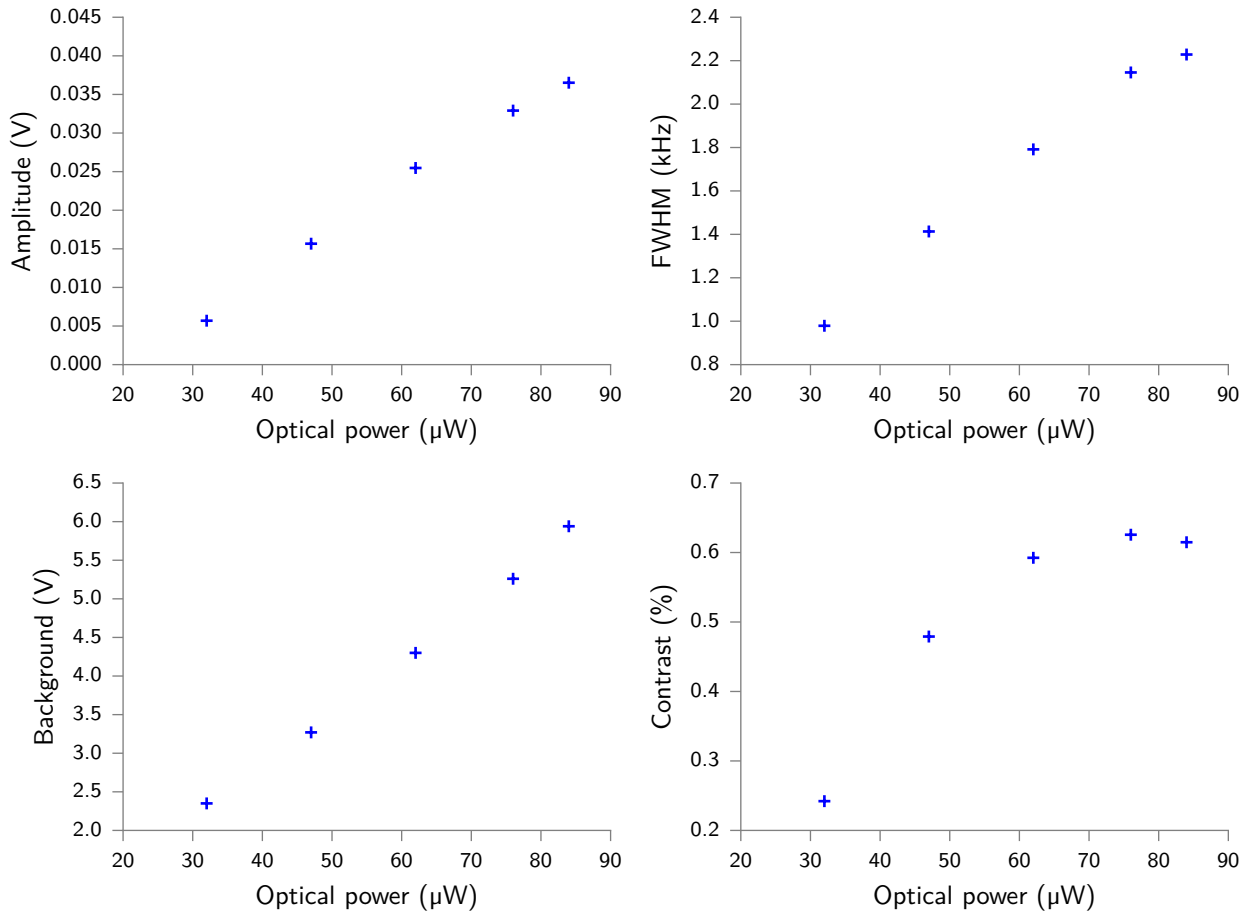 0.045
0.040
0.035
0.030
0.025
0.020
0.015
0.010
0.005
0.000
Amplitude (V)
20 30 40 50 60 70 80 90
Optical power (µW)
2.4
2.2
2.0
1.8
1.6
1.4
1.2
1.0
0.8
FWHM (kHz)
20 30 40 50 60 70 80 90
Optical power (µW)
6.5
6.0
5.5
5.0
4.5
4.0
3.5
3.0
2.5
2.0
Background (V)
20 30 40 50 60 70 80 90
Optical power (µW)
0.7
0.6
0.5
0.4
0.3
0.2
Contrast (%)
20 30 40 50 60 70 80 90
Optical power (µW)